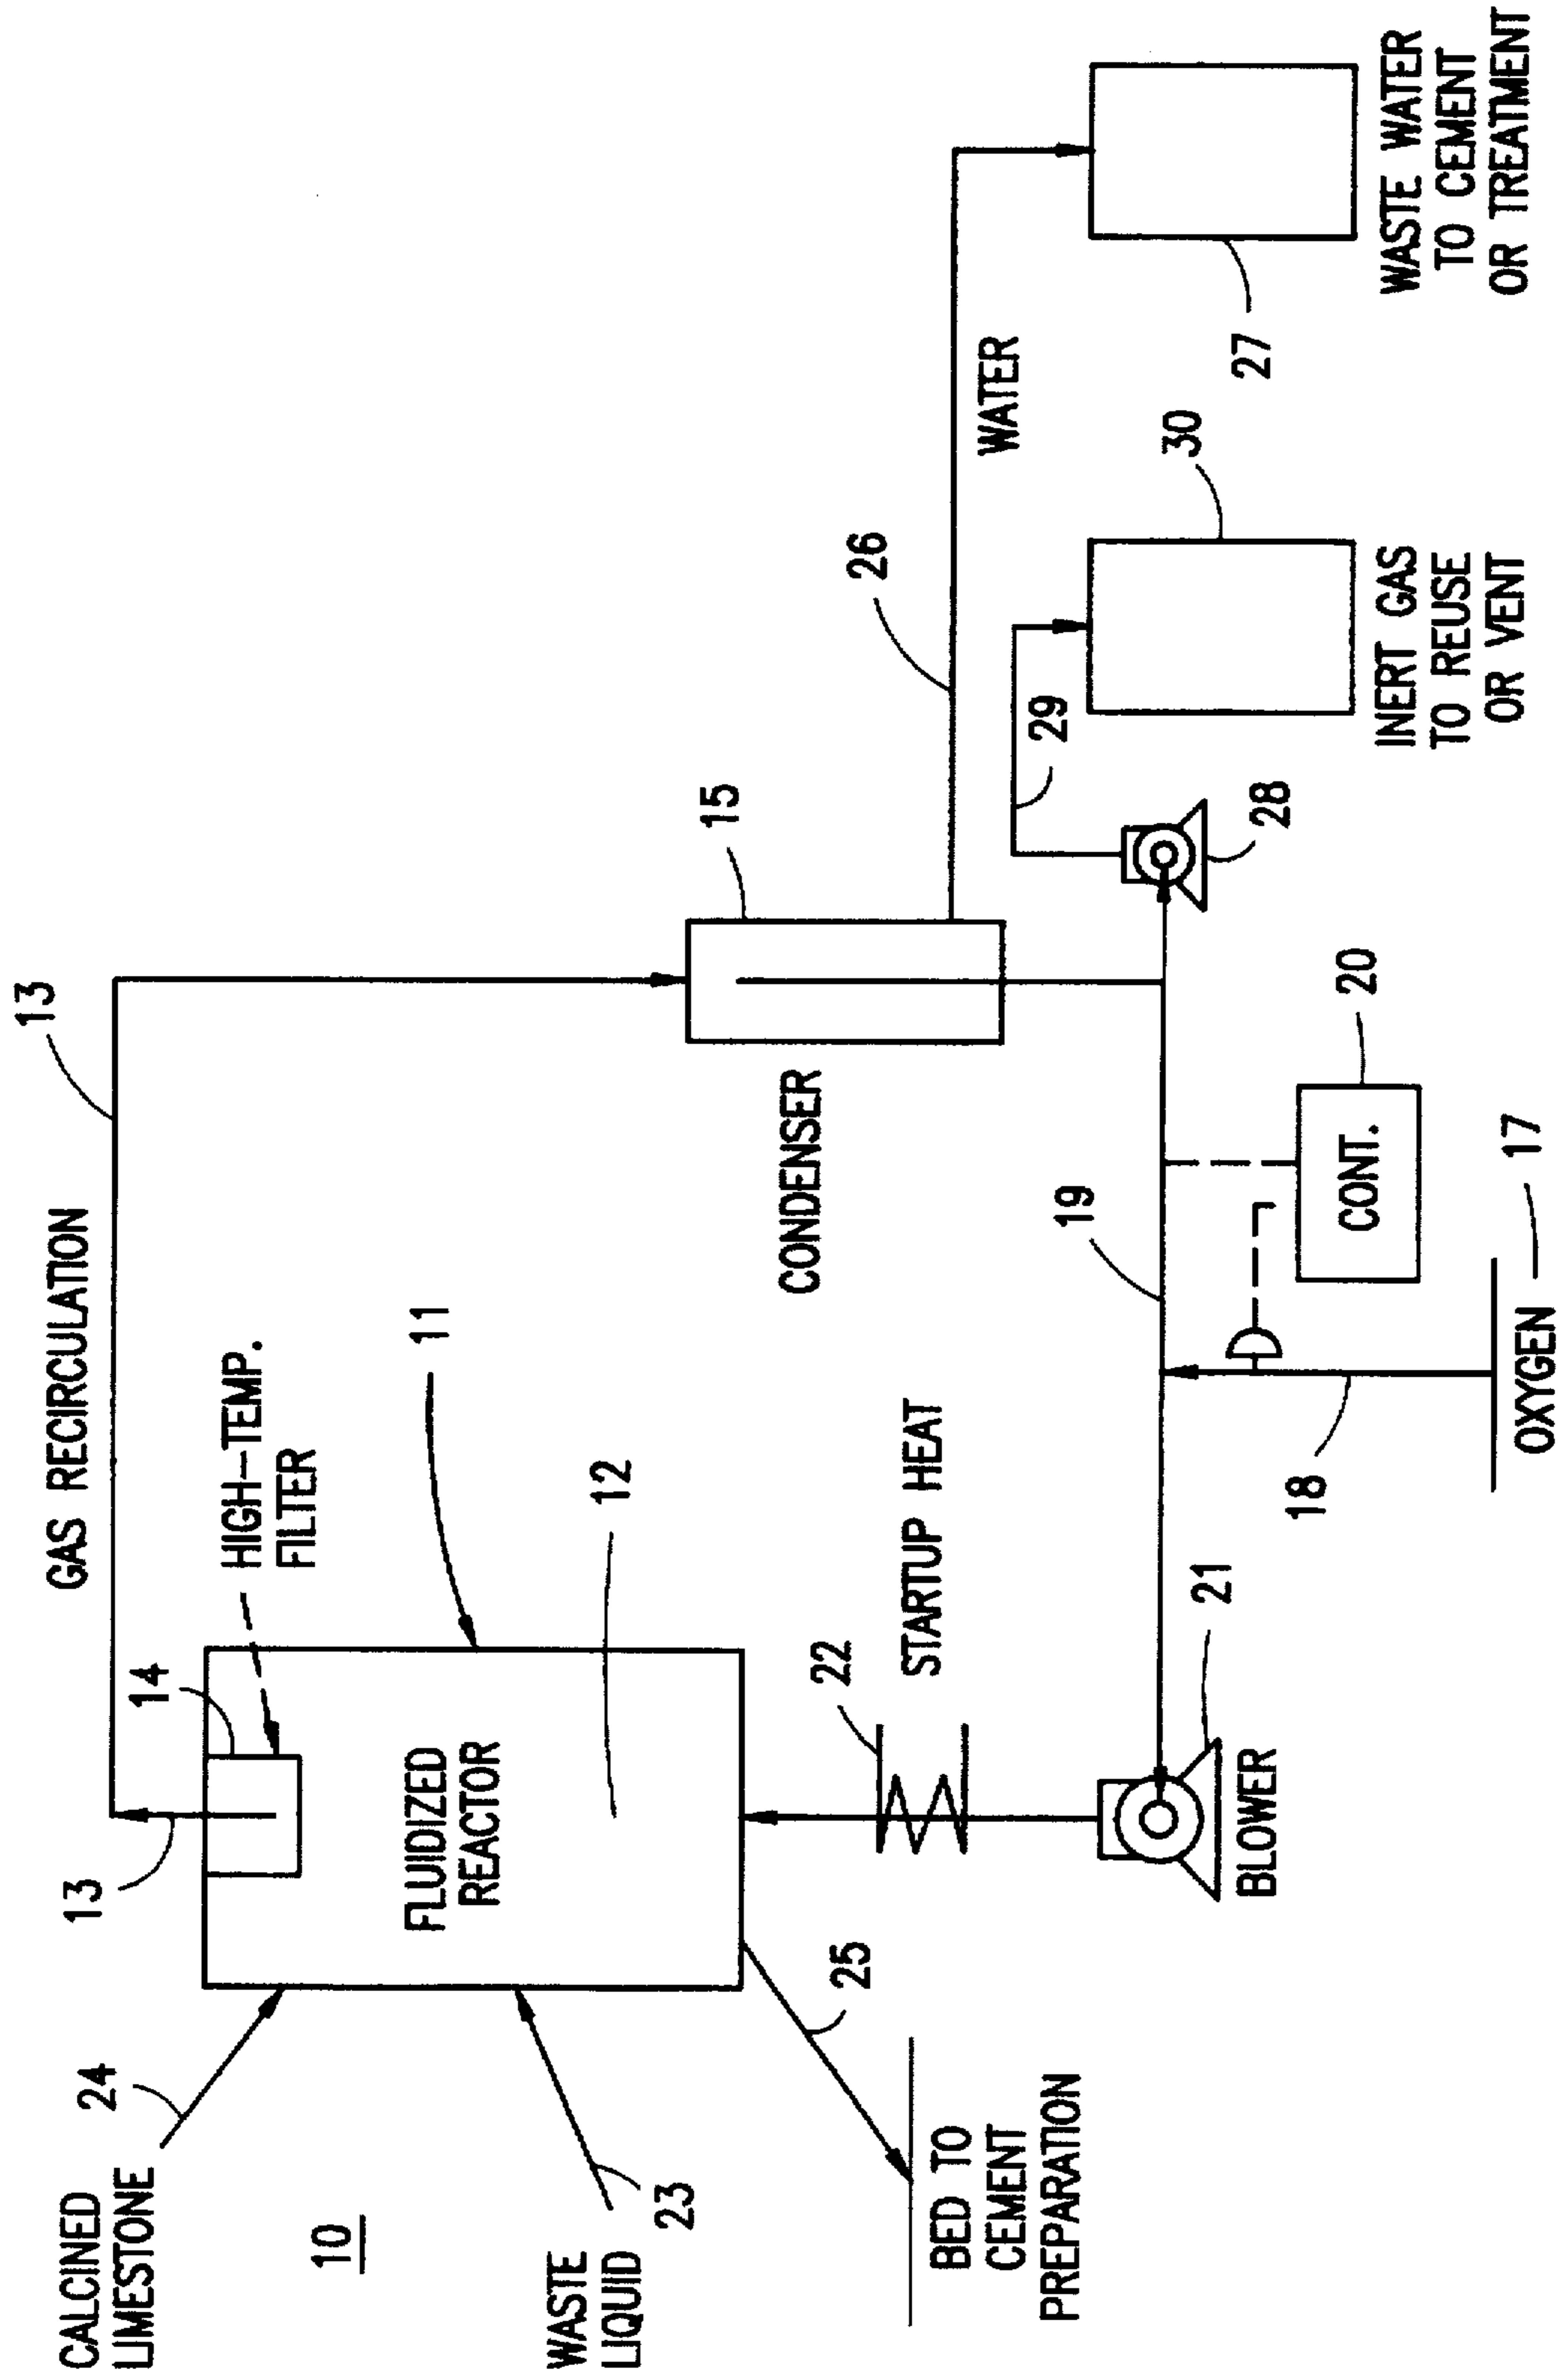 CALCINED
LIMESTONE
24
10
WASTE
LIQUID
23
13
14
HIGH-TEMP.
FILTER
GAS RECIRCULATION
13
FLUIDIZED
REACTOR
11
12
25
BED TO
CEMENT
PREPARATION
22
STARTUP HEAT
21
BLOWER
CONDENSER
15
19
18
OXYGEN
17
CONT.
20
26
WATER
29
28
30
INERT GAS
TO REUSE
OR VENT
27
WASTE WATER
TO CEMENT
OR TREATMENT